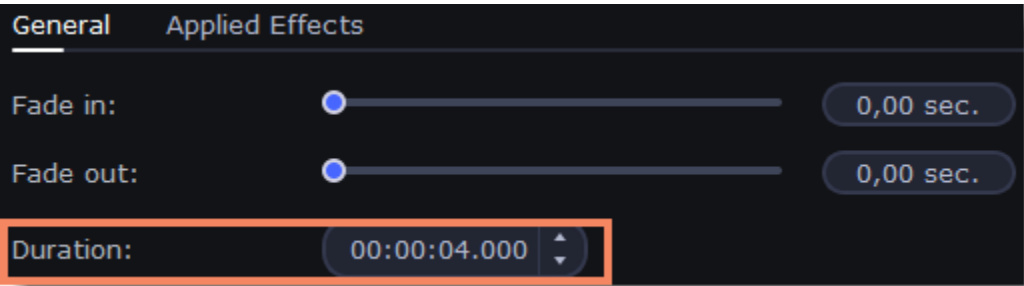 General Applied Effects
Fade in: 0,00 sec.
Fade out: 0,00 sec.
Duration: 00:00:04.000